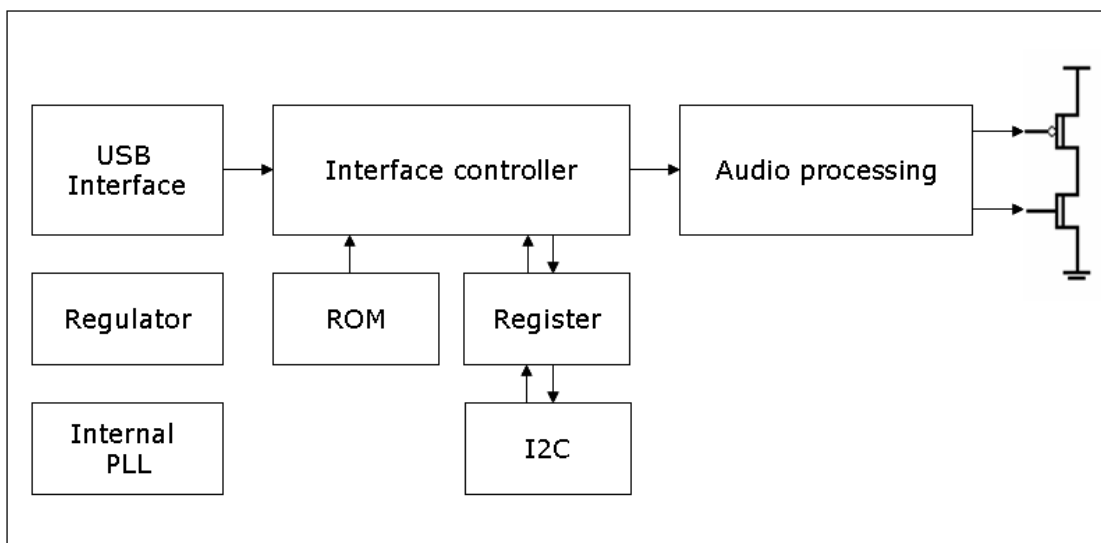 USB
Interface
Interface controller
Audio processing
Regulator
ROM
Register
Internal
PLL
I2C